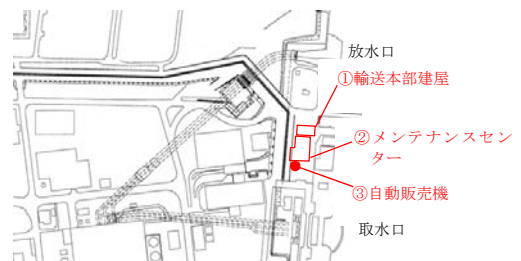 放水口
①輸送本部建屋
②メンテナンスセン
ター
③自動販売機
取水口